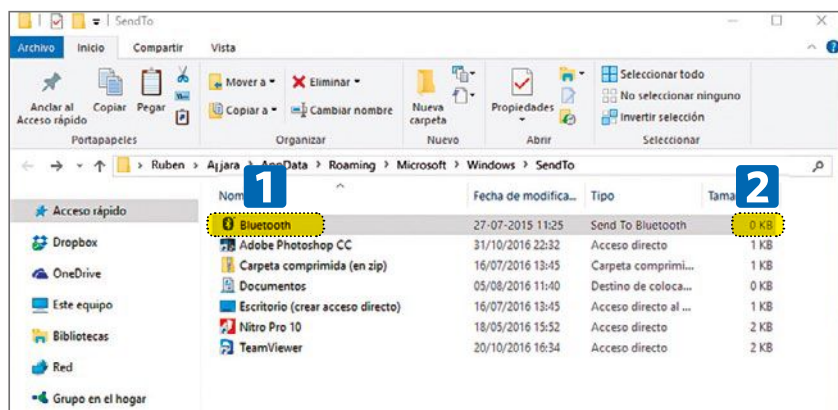 SendTo
Archivo Inicio Compartir Vista
Anclar al Acceso rápido
Copiar
Pegar
Mover a
Copiar a
Eliminar
Cambiar nombre
Nueva carpeta
Propiedades
Seleccionar todo
No seleccionar ninguno
Invertir selección
Portapapeles Organizar Nuevo Abrir Seleccionar
> Ruben > > AppData > Roaming > Microsoft > Windows > SendTo
1 2
Nom Fecha de modifica... Tipo Tama
Bluetooth 27-07-2015 11:25 Send To Bluetooth 0 KB
Adobe Photoshop CC 31/10/2016 22:32 Acceso directo 1 KB
Carpeta comprimida (en zip) 16/07/2016 13:45 Carpeta comprimi... 1 KB
Documentos 05/08/2016 11:40 Destino de coloca... 0 KB
Escritorio (crear acceso directo) 16/07/2016 13:45 Acceso directo al ... 1 KB
Nitro Pro 10 18/05/2016 15:52 Acceso directo 2 KB
TeamViewer 20/10/2016 16:34 Acceso directo 2 KB
Acceso rápido
Dropbox
OneDrive
Este equipo
Bibliotecas
Red
Grupo en el hogar